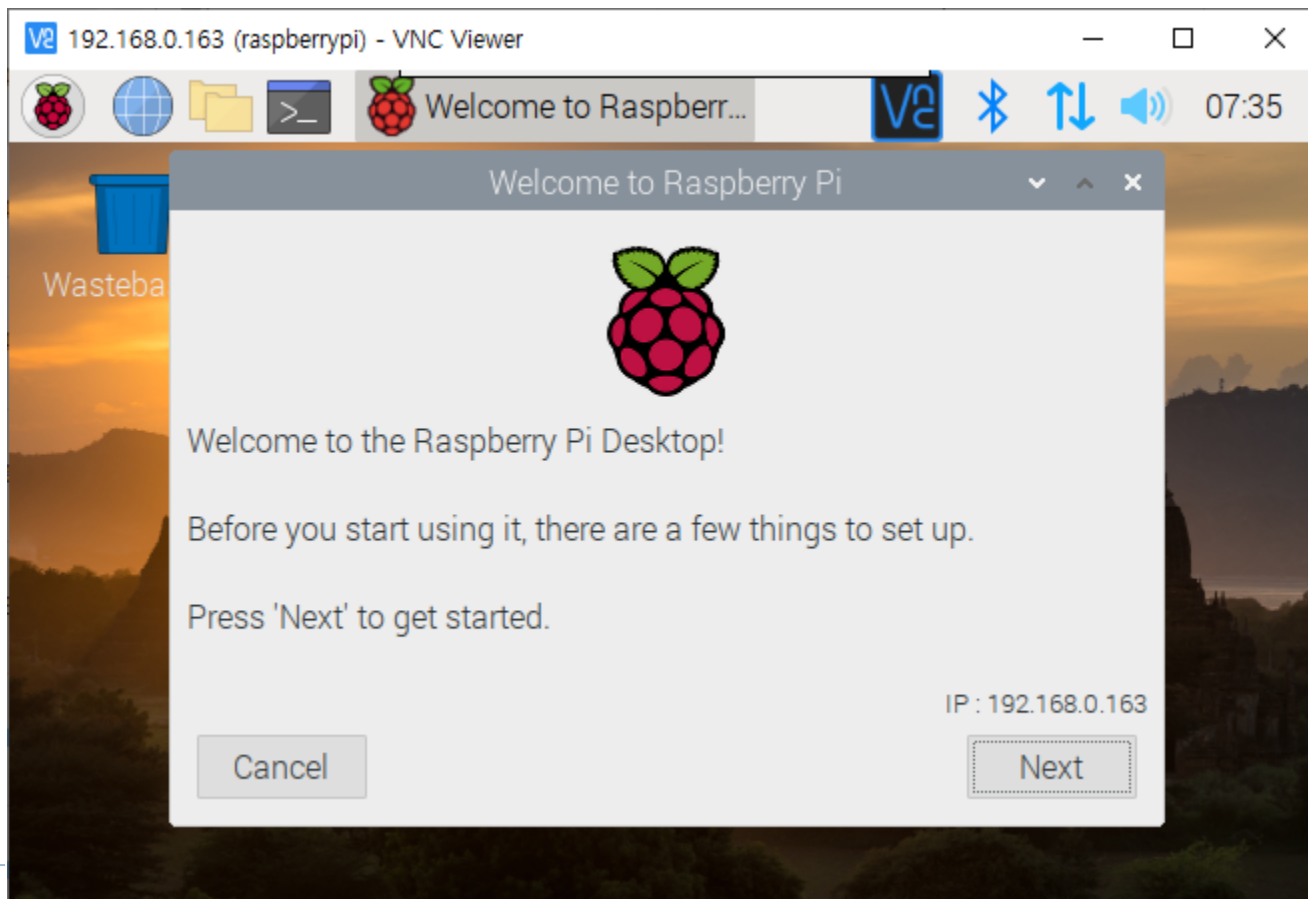 192.168.0.163 (raspberrypi) - VNC Viewer
Welcome to Raspberr...
07:35
Welcome to Raspberry Pi
Wasteba
Welcome to the Raspberry Pi Desktop!
Before you start using it, there are a few things to set up.
Press 'Next' to get started.
IP : 192.168.0.163
Cancel
Next